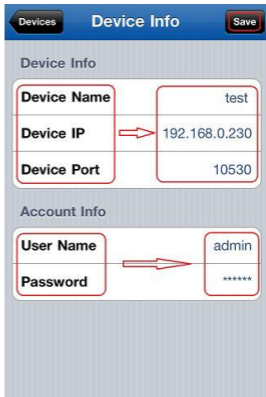 Devices Device Info Save
Device Info
Device Name test
Device IP 192.168.0.230
Device Port 10530
Account Info
User Name admin
Password ******